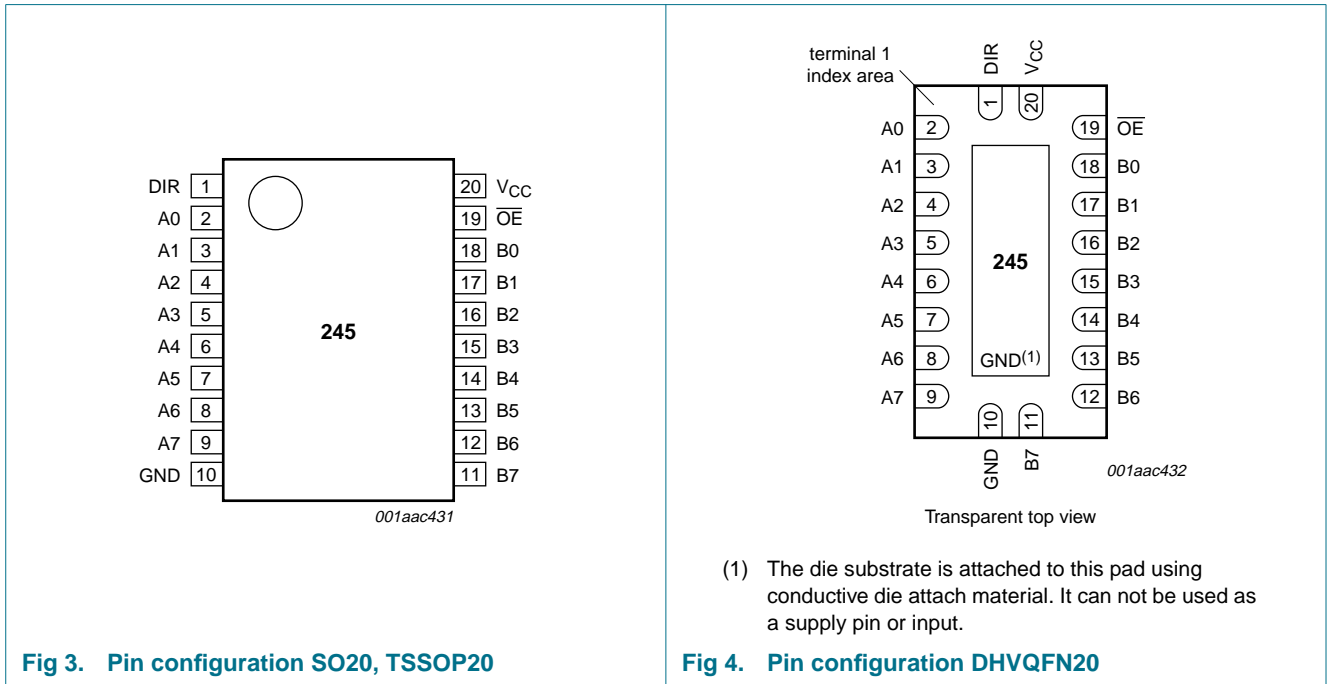 DIR 1
A0 2
A1 3
A2 4
A3 5
A4 6
A5 7
A6 8
A7 9
GND 10
245
20 VCC
19 OE
18 B0
17 B1
16 B2
15 B3
14 B4
13 B5
12 B6
11 B7
001aac431
Fig 3. Pin configuration SO20, TSSOP20
terminal 1
index area
DIR
VCC
1
20
A0 2
A1 3
A2 4
A3 5
A4 6
A5 7
A6 8
A7 9
245
GND(1)
19 OE
18 B0
17 B1
16 B2
15 B3
14 B4
13 B5
12 B6
10
11
GND
B7
001aac432
Transparent top view
(1) The die substrate is attached to this pad using
conductive die attach material. It can not be used as
a supply pin or input.
Fig 4. Pin configuration DHVQFN20